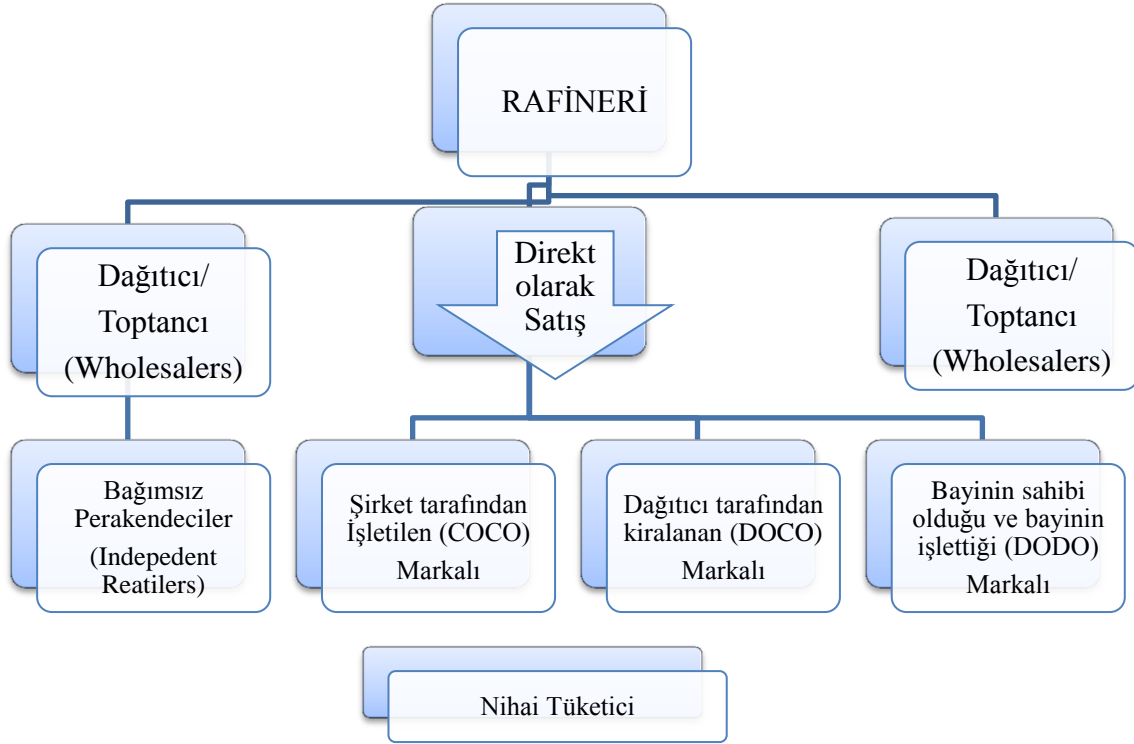 RAFİNERİ
Dağıtıcı/
Toptancı
(Wholesalers)
Direkt
olarak
Satış
Dağıtıcı/
Toptancı
(Wholesalers)
Bağımsız
Perakendeciler
(Indepedent
Reatilers)
Şirket tarafından
İşletilen (COCO)
Markalı
Dağıtıcı tarafından
kiralanan (DOCO)
Markalı
Bayinin sahibi
olduğu ve bayinin
işlettiği (DODO)
Markalı
Nihai Tüketici